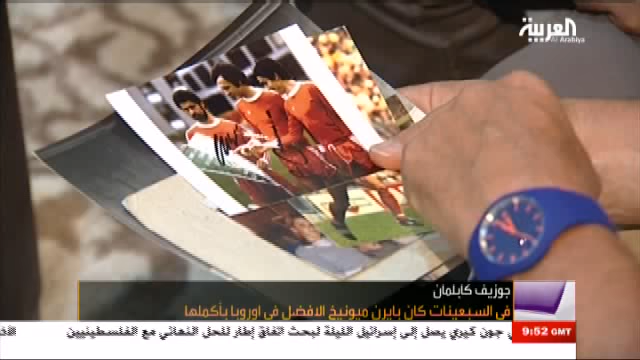 العربية
Al Arabiya
جوزيف كابلمان
في السبعينات كان بايرن ميونيخ الافضل في اوروبا بأكملها
جون كيري يصل إلى إسرائيل الليلة لبحث اتفاق إطار للحل النهائي مع الفلسطينيين
9:52 GMT